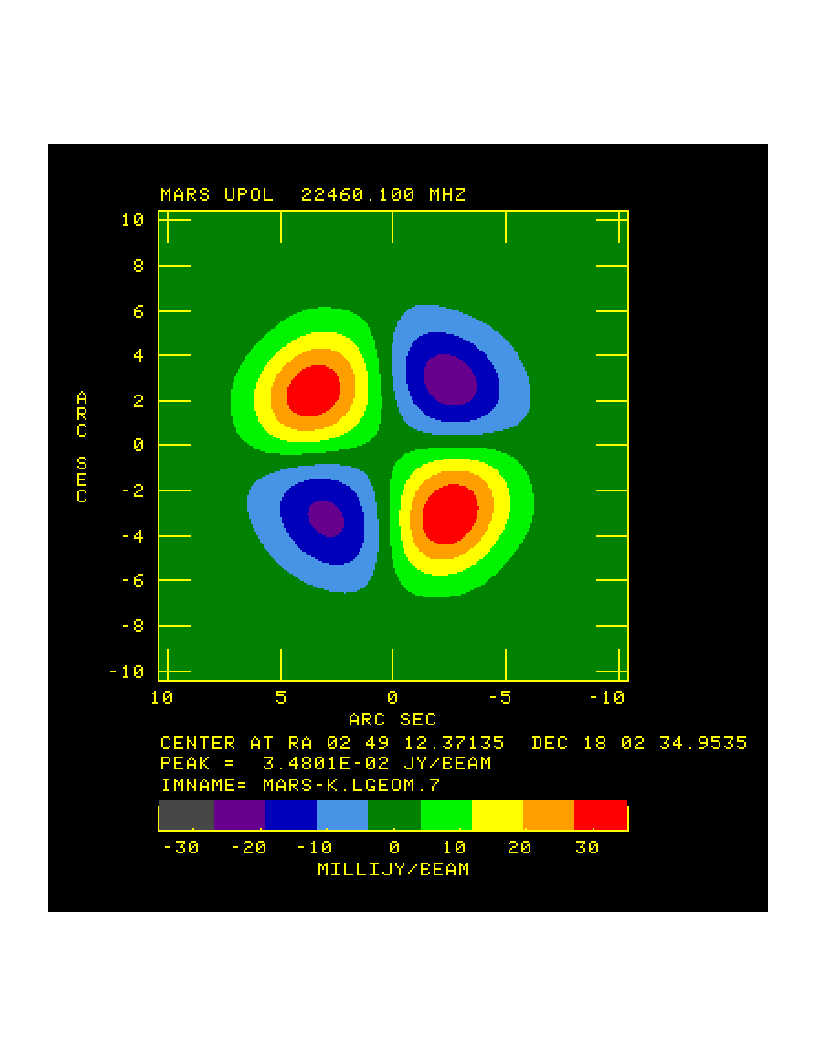 MARS UPOL 22460.100 MHZ
10
8
6
4
2
0
-2
-4
-6
-8
-10
ARC SEC
10 5 0 -5 -10
ARC SEC
CENTER AT RA 02 49 12.37135 DEC 18 02 34.9535
PEAK = 3.4801E-02 JY/BEAM
IMNAME= MARS-K.LGEOM.7
-30 -20 -10 0 10 20 30
MILLIJY/BEAM